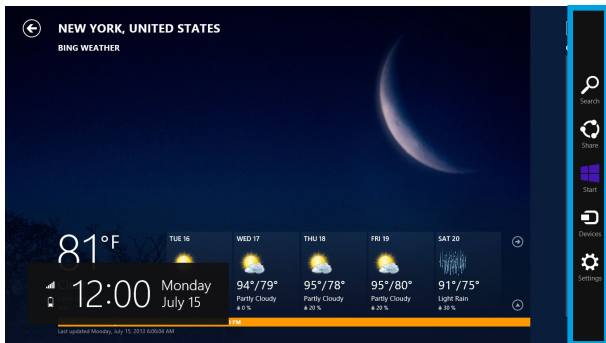 NEW YORK, UNITED STATES
BING WEATHER
Search
Share
Start
Devices
Settings
81°F
TUE 16
WED 17
94°/79°
Partly Cloudy
0 %
THU 18
95°/78°
Partly Cloudy
20 %
FRI 19
95°/80°
Partly Cloudy
20 %
SAT 20
91°/75°
Light Rain
30 %
12:00
Monday
July 15
PM
Last updated Monday, July 15, 2013 6:06:04 AM